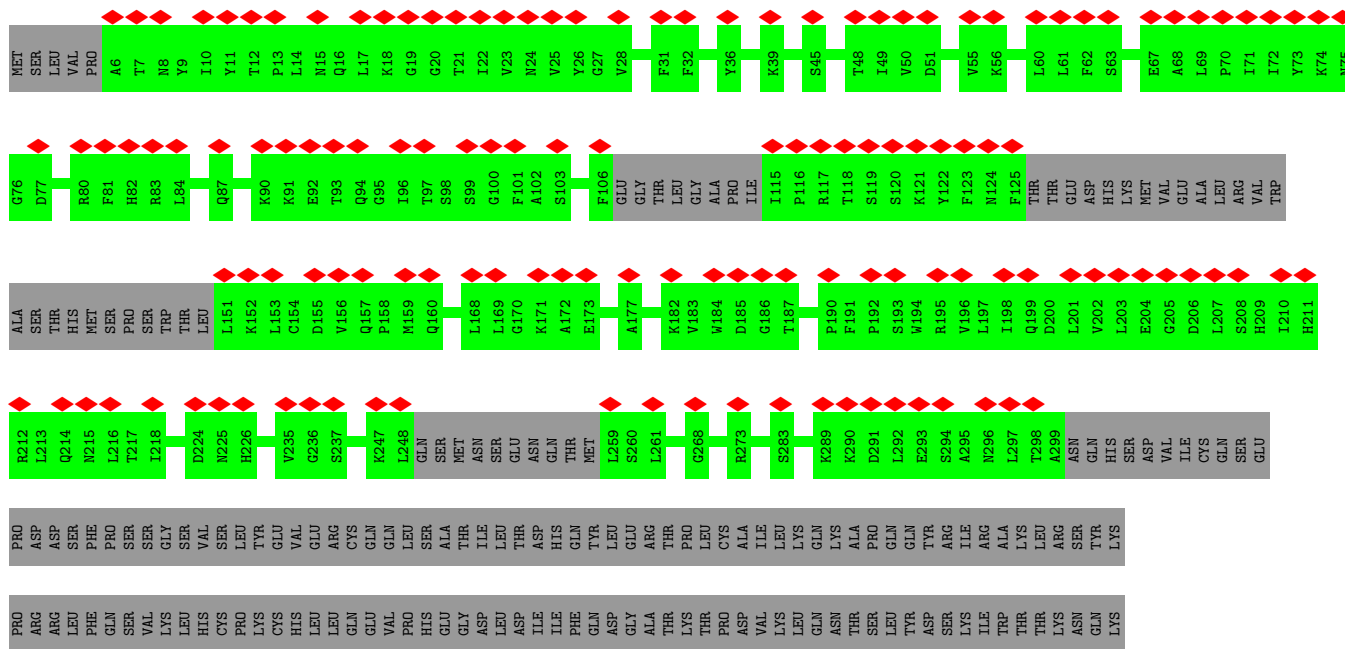 MET SER LEU VAL PRO A6 T7 N8 Y9 I10 Y11 T12 P13 L14 N15 Q16 L17 K18 G19 G20 T21 I22 V23 N24 V25 Y26 G27 V28 F31 F32 Y36 K39 S45 T48 I49 V50 D51 V55 K56 L60 L61 F62 S63 E67 A68 L69 P70 I71 I72 Y73 K74 N75
G76 D77 R80 F81 H82 R83 L84 Q87 K90 K91 E92 T93 Q94 G95 I96 T97 S98 S99 G100 F101 A102 S103 F106 GLU GLY THR LEU GLY ALA PRO ILE I115 P116 R117 T118 S119 S120 K121 Y122 F123 N124 F125 THR THR GLU ASP HIS LYS MET VAL GLU ALA LEU ARG VAL TRP
ALA SER THR HIS MET SER PRO SER TRP THR LEU L151 K152 L153 C154 D155 V156 Q157 P158 M159 Q160 L168 L169 G170 K171 A172 E173 A177 K182 V183 W184 D185 G186 T187 P190 F191 P192 S193 W194 R195 V196 L197 I198 Q199 D200 L201 V202 L203 E204 G205 D206 L207 S208 H209 I210 H211
R212 L213 Q214 N215 L216 T217 I218 D224 N225 H226 V235 G236 S237 K247 L248 GLN SER MET ASN SER GLU ASN GLN THR MET L259 S260 L261 G268 R273 S283 K289 K290 D291 L292 E293 S294 A295 N296 L297 T298 A299 ASN GLN HIS SER ASP VAL ILE CYS GLN SER GLU
PRO ASP ASP SER PHE PRO SER SER GLY SER VAL SER LEU TYR GLU VAL GLU ARG CYS GLN GLN LEU SER ALA THR ILE LEU THR ASP HIS GLN TYR LEU GLU ARG THR PRO LEU CYS ALA ILE LEU LYS GLN LYS ALA PRO GLN GLN TYR ARG ILE ARG ALA LYS LEU ARG SER TYR LYS
PRO ARG ARG LEU PHE GLN SER VAL LYS LEU HIS CYS PRO LYS CYS HIS LEU LEU GLN GLU VAL PRO HIS GLU GLY ASP LEU ASP ILE ILE PHE GLN ASP GLY ALA THR LYS THR PRO ASP VAL LYS LEU GLN ASN THR SER LEU TYR ASP SER LYS ILE TRP THR THR LYS ASN GLN LYS